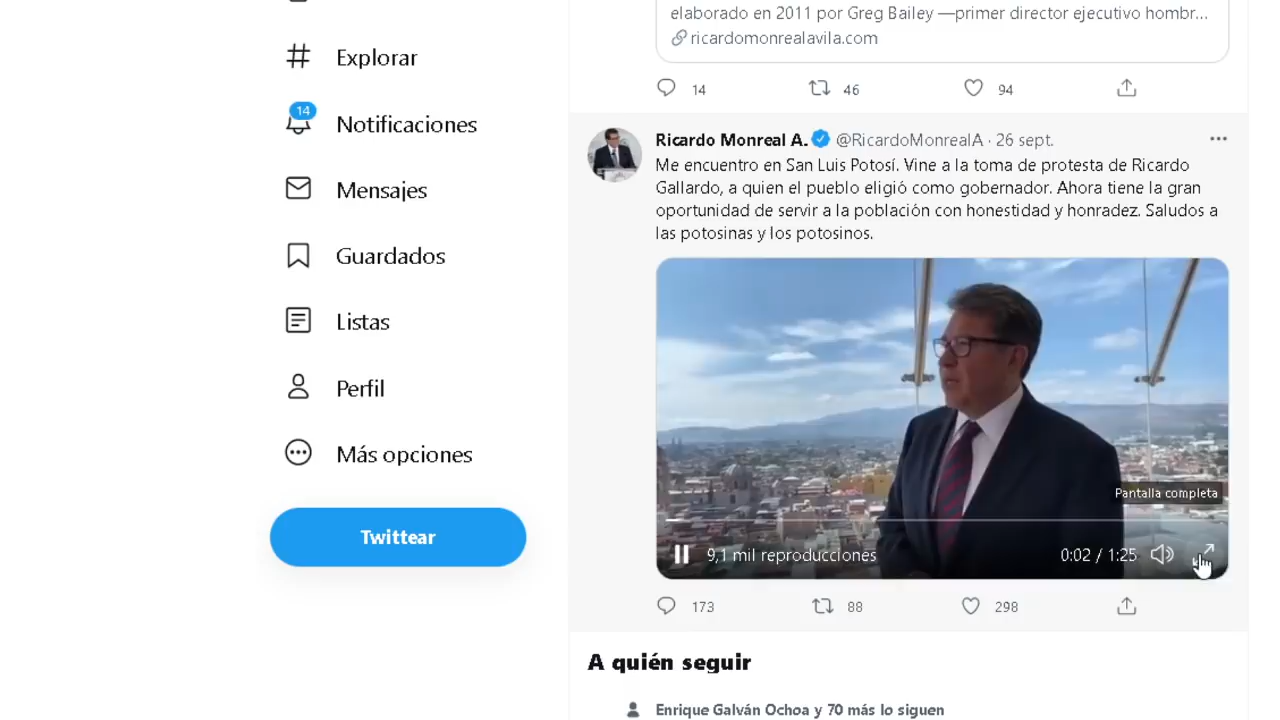 elaborado en 2011 por Greg Bailey —primer director ejecutivo hombr...
ricardomonrealavila.com
14 46 94
Explorar
14
Notificaciones
Mensajes
Guardados
Listas
Perfil
Más opciones
Twittear
Ricardo Monreal A. @RicardoMonrealA · 26 sept.
Me encuentro en San Luis Potosí. Vine a la toma de protesta de Ricardo
Gallardo, a quien el pueblo eligió como gobernador. Ahora tiene la gran
oportunidad de servir a la población con honestidad y honradez. Saludos a
las potosinas y los potosinos.
Pantalla completa
9,1 mil reproducciones 0:02 / 1:25
173 88 298
A quién seguir
Enrique Galván Ochoa y 70 más lo siguen